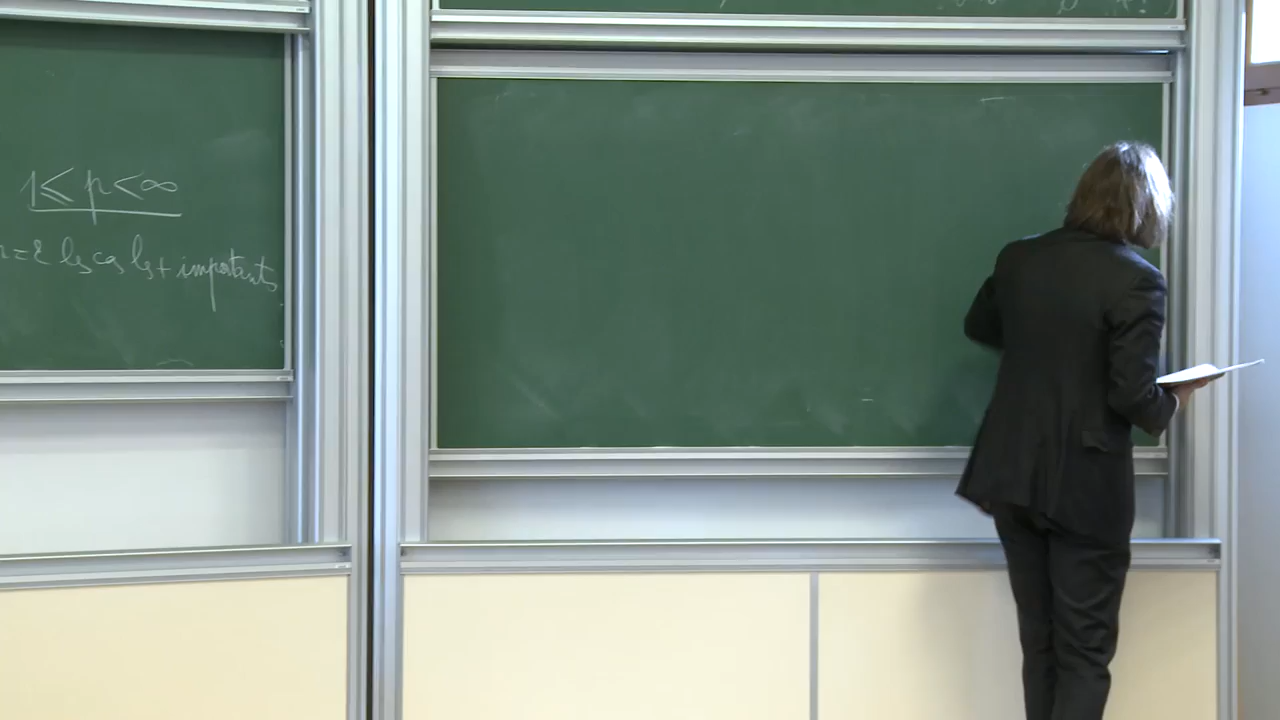 1 ⩽ p < ∞
=2 les cas les + importants